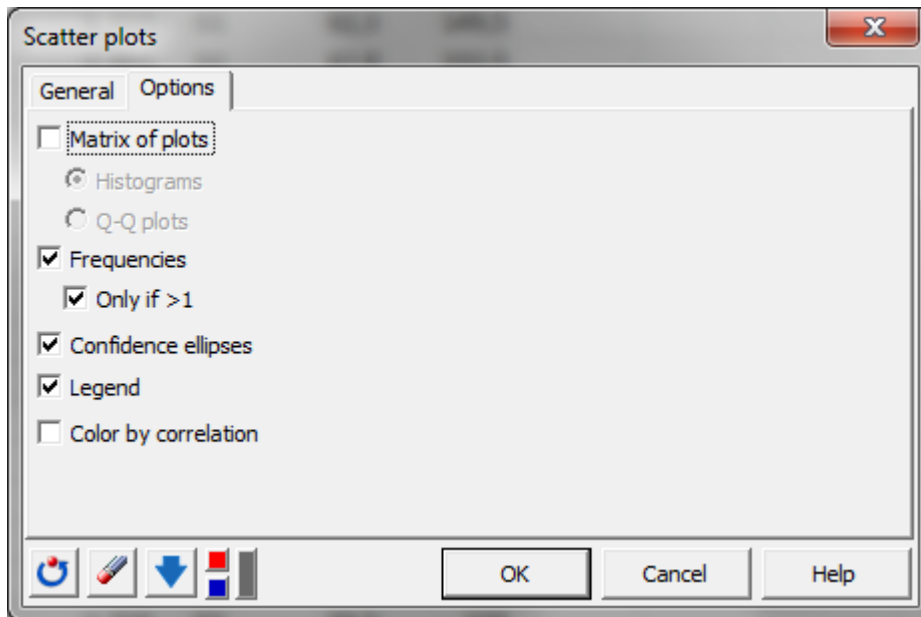 Scatter plots
General Options
Matrix of plots
Histograms
Q-Q plots
Frequencies
Only if >1
Confidence ellipses
Legend
Color by correlation
OK Cancel Help